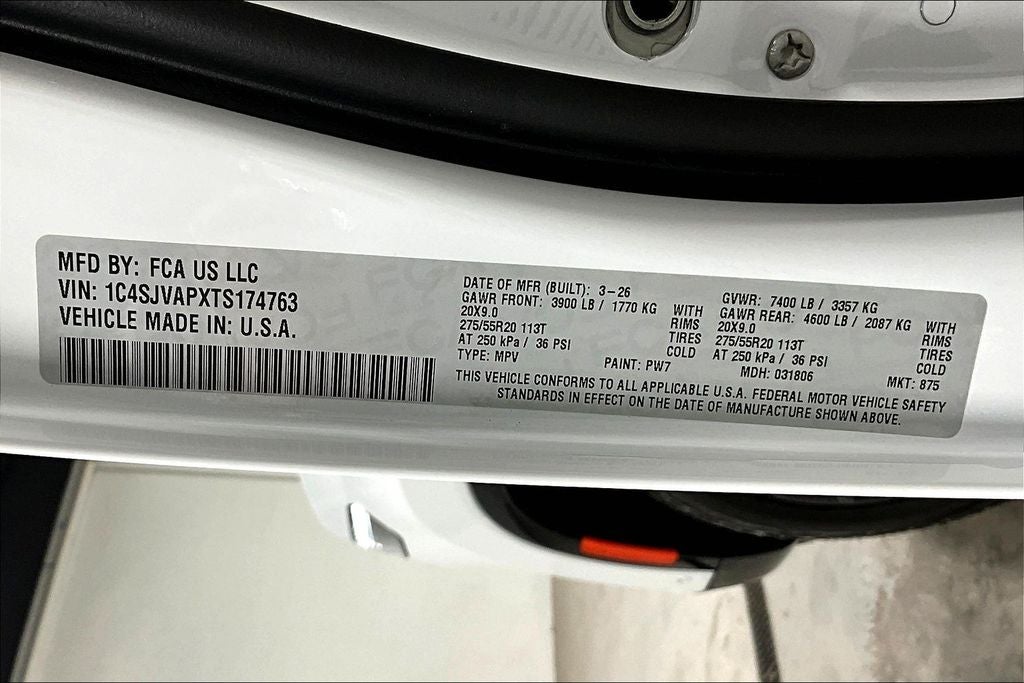 MFD BY: FCA US LLC
VIN: 1C4SJVAPXTS174763
VEHICLE MADE IN: U.S.A.
DATE OF MFR (BUILT): 3-26
GAWR FRONT: 3900 LB / 1770 KG WITH
20X9.0 RIMS
275/55R20 113T TIRES
AT 250 kPa / 36 PSI COLD
TYPE: MPV PAINT: PW7
GVWR: 7400 LB / 3357 KG
GAWR REAR: 4600 LB / 2087 KG WITH
20X9.0 RIMS
275/55R20 113T TIRES
AT 250 kPa / 36 PSI COLD
MDH: 031806 MKT: 875
THIS VEHICLE CONFORMS TO ALL APPLICABLE U.S.A. FEDERAL MOTOR VEHICLE SAFETY
STANDARDS IN EFFECT ON THE DATE OF MANUFACTURE SHOWN ABOVE.